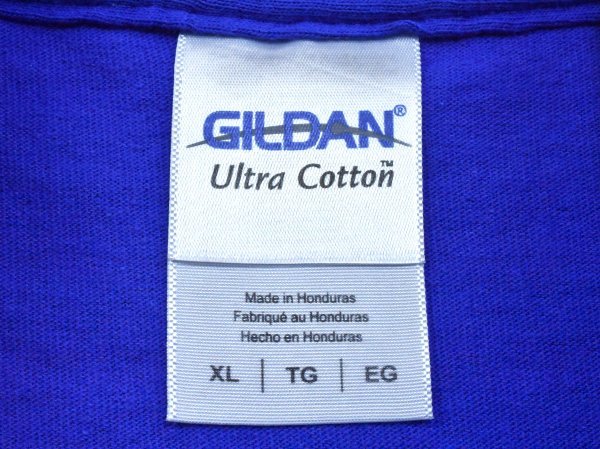 GILDAN®
Ultra Cotton™
Made in Honduras
Fabriqué au Honduras
Hecho en Honduras
XL | TG | EG